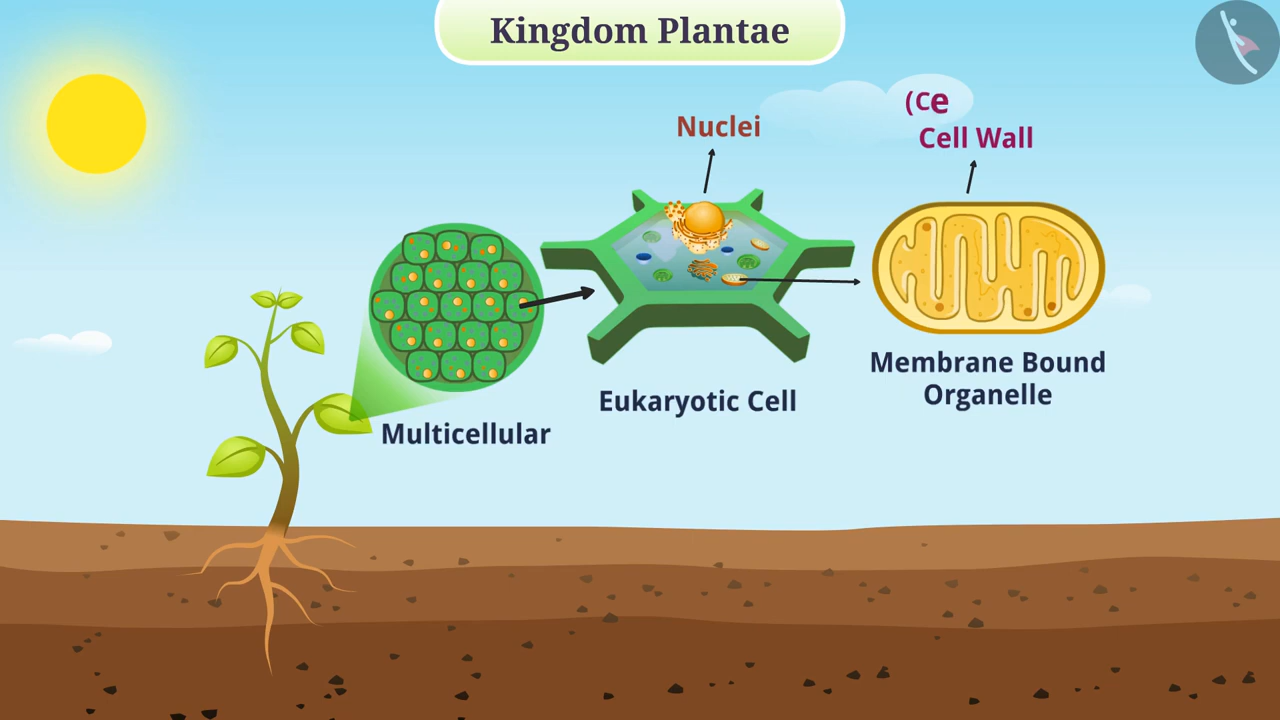 Kingdom Plantae
(Ce
Nuclei
Cell Wall
Membrane Bound
Organelle
Eukaryotic Cell
Multicellular